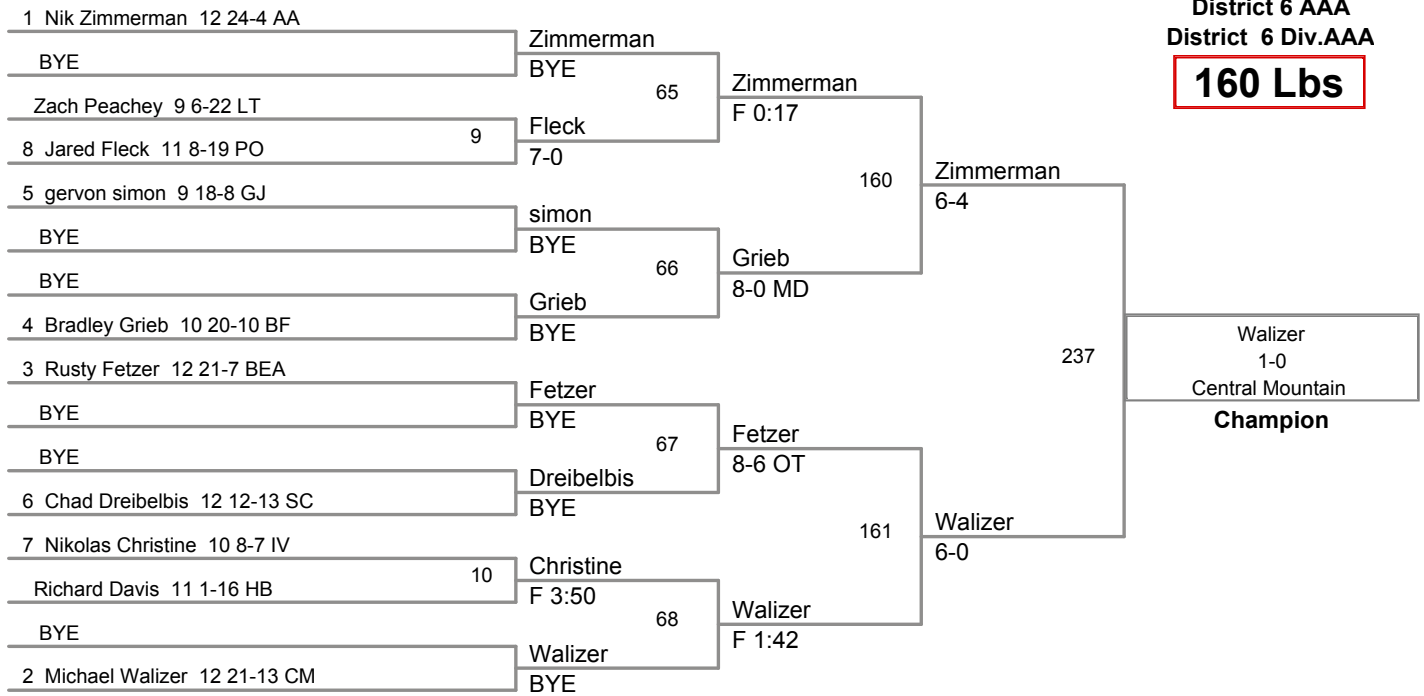 District 6 AAA
District 6 Div.AAA
160 Lbs
1 Nik Zimmerman 12 24-4 AA
BYE
Zach Peachey 9 6-22 LT
8 Jared Fleck 11 8-19 PO
5 gervon simon 9 18-8 GJ
BYE
BYE
4 Bradley Grieb 10 20-10 BF
3 Rusty Fetzer 12 21-7 BEA
BYE
BYE
6 Chad Dreibelbis 12 12-13 SC
7 Nikolas Christine 10 8-7 IV
Richard Davis 11 1-16 HB
BYE
2 Michael Walizer 12 21-13 CM
9
10
Zimmerman
BYE
Fleck
7-0
simon
BYE
Grieb
BYE
Fetzer
BYE
Dreibelbis
BYE
Christine
F 3:50
Walizer
BYE
65
66
67
68
Zimmerman
F 0:17
Grieb
8-0 MD
Fetzer
8-6 OT
Walizer
F 1:42
160
161
Zimmerman
6-4
Walizer
6-0
237
Walizer
1-0
Central Mountain
Champion